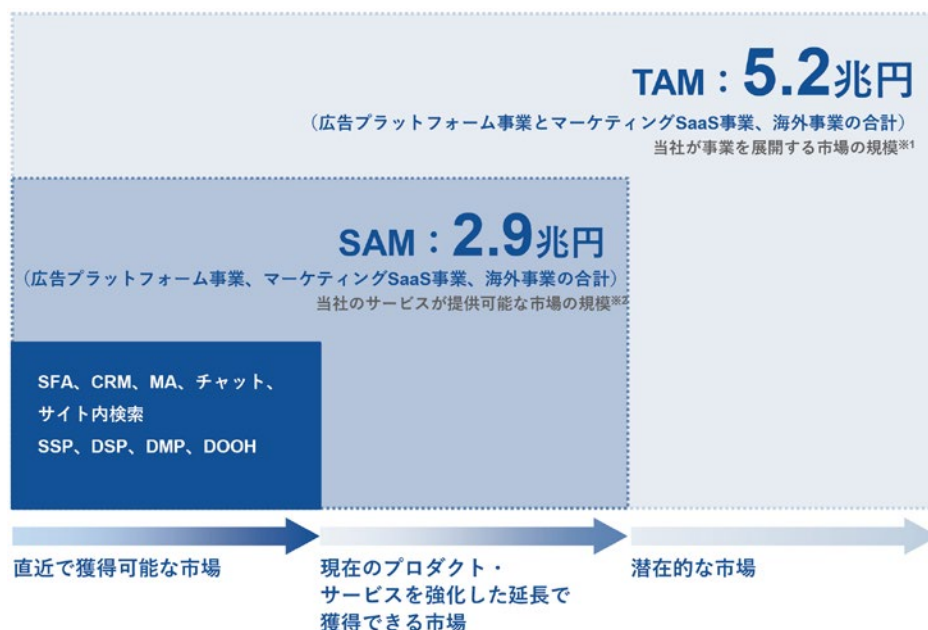 TAM：5.2兆円
（広告プラットフォーム事業とマーケティングSaaS事業、海外事業の合計）
当社が事業を展開する市場の規模※1
SAM：2.9兆円
（広告プラットフォーム事業、マーケティングSaaS事業、海外事業の合計）
当社のサービスが提供可能な市場の規模※2
SFA、CRM、MA、チャット、
サイト内検索
SSP、DSP、DMP、DOOH
直近で獲得可能な市場
現在のプロダクト・
サービスを強化した延長で
獲得できる市場
潜在的な市場